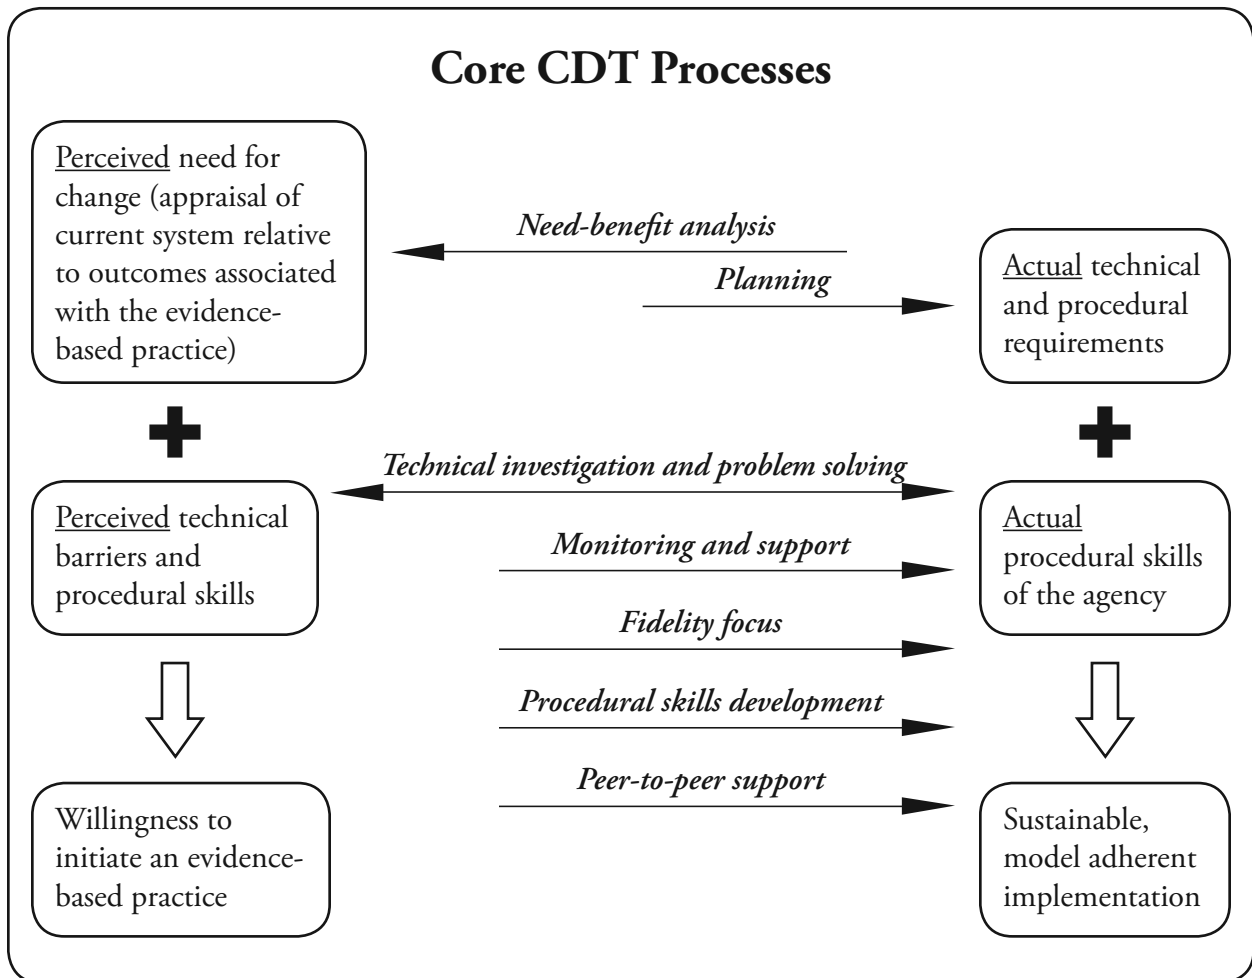 Core CDT Processes
Perceived need for
change (appraisal of
current system relative
to outcomes associated
with the evidence-
based practice)
Need-benefit analysis
Planning
Actual technical
and procedural
requirements
Technical investigation and problem solving
Perceived technical
barriers and
procedural skills
Monitoring and support
Fidelity focus
Procedural skills development
Peer-to-peer support
Actual
procedural skills
of the agency
Willingness to
initiate an evidence-
based practice
Sustainable,
model adherent
implementation